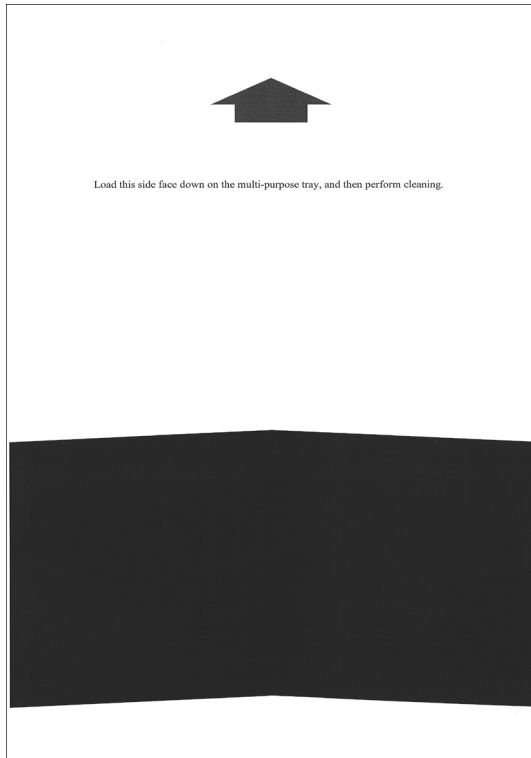 Load this side face down on the multi-purpose tray, and then perform cleaning.